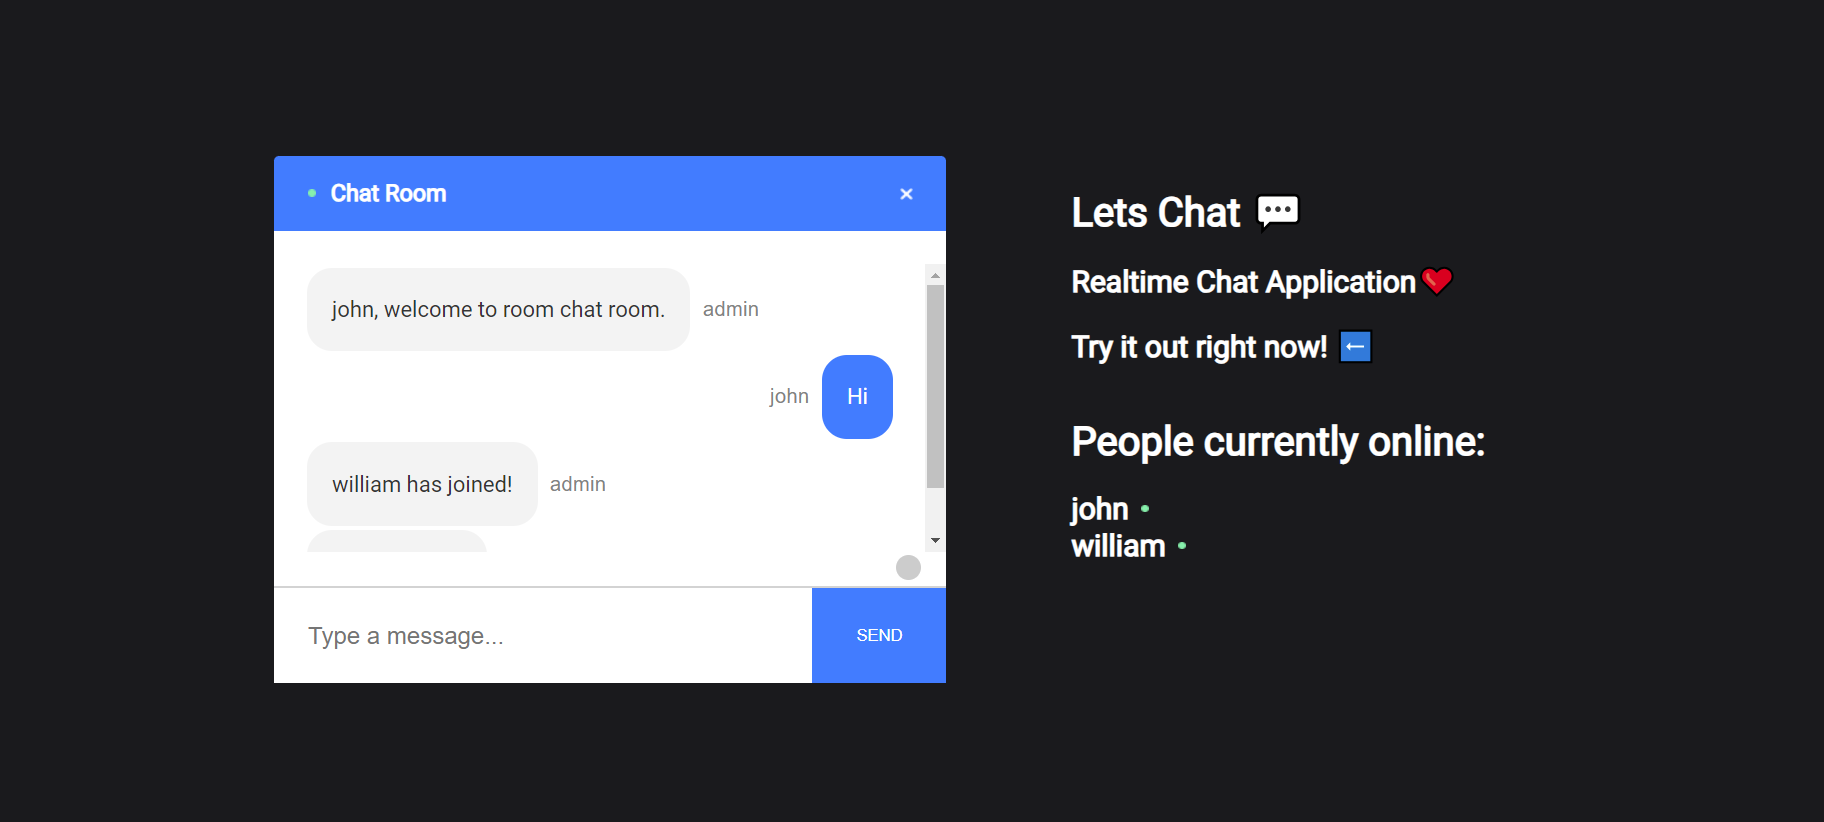 Chat Room
john, welcome to room chat room.
admin
john
Hi
william has joined!
admin
Type a message...
SEND
Lets Chat 💬
Realtime Chat Application❤️
Try it out right now! ⬅️
People currently online:
john
william